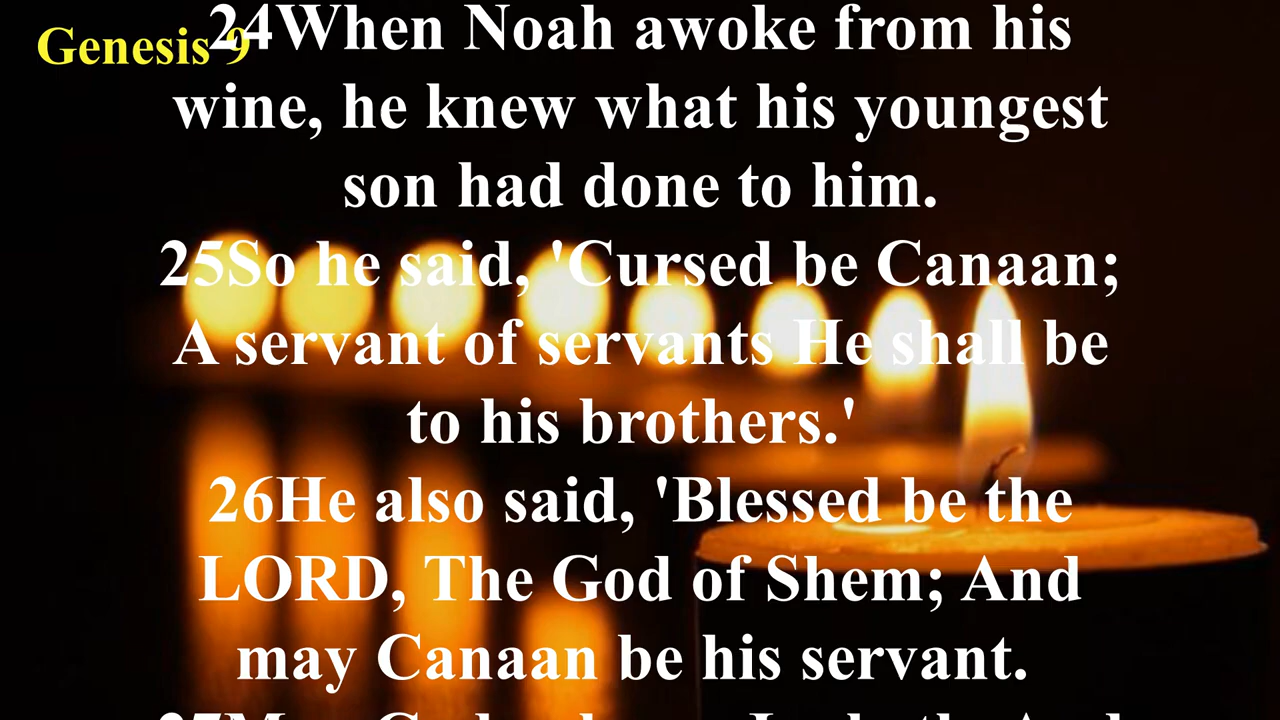 Genesis 9
24When Noah awoke from his
wine, he knew what his youngest
son had done to him.
25So he said, 'Cursed be Canaan;
A servant of servants He shall be
to his brothers.'
26He also said, 'Blessed be the
LORD, The God of Shem; And
may Canaan be his servant.